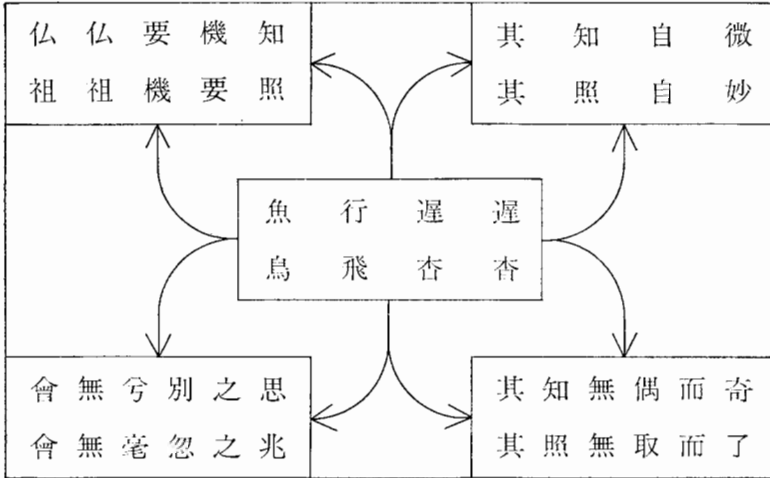 仏仏要機知
祖祖機要照
其知自微
其照自妙
魚行遲遲
鳥飛杳杳
會無兮別之思
會無毫忽之兆
其知無偶而奇
其照無取而了